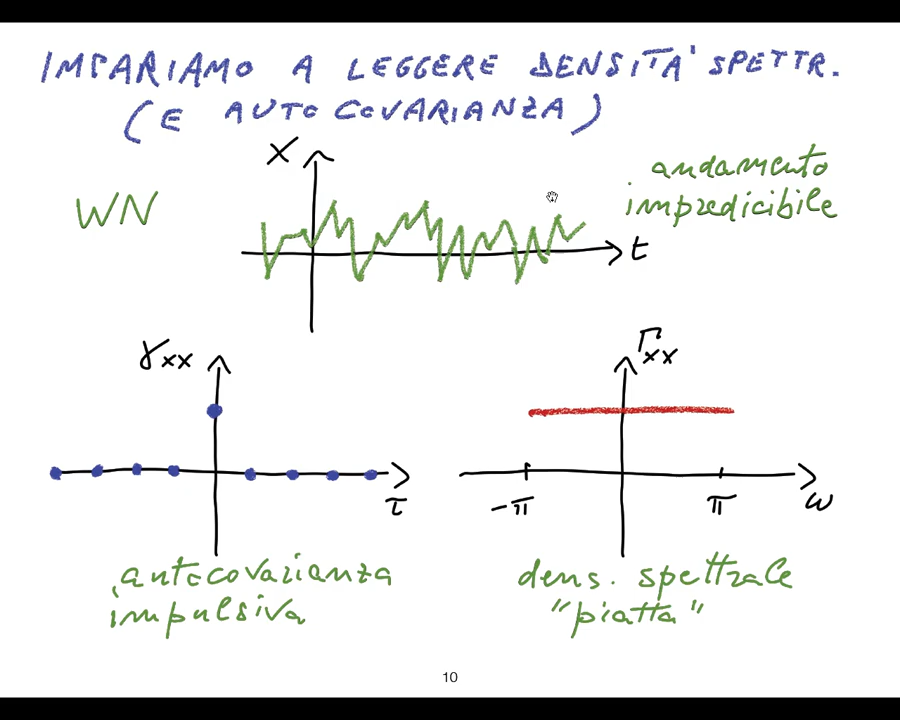 IMPARIAMO A LEGGERE DENSITA' SPETTR.
(E AUTOCOVARIANZA)
X
WN
andamento
impredicibile
t
γxx
Γxx
τ
-π
π
ω
autocovarianza
impulsiva
dens. spettrale
"piatta"
10